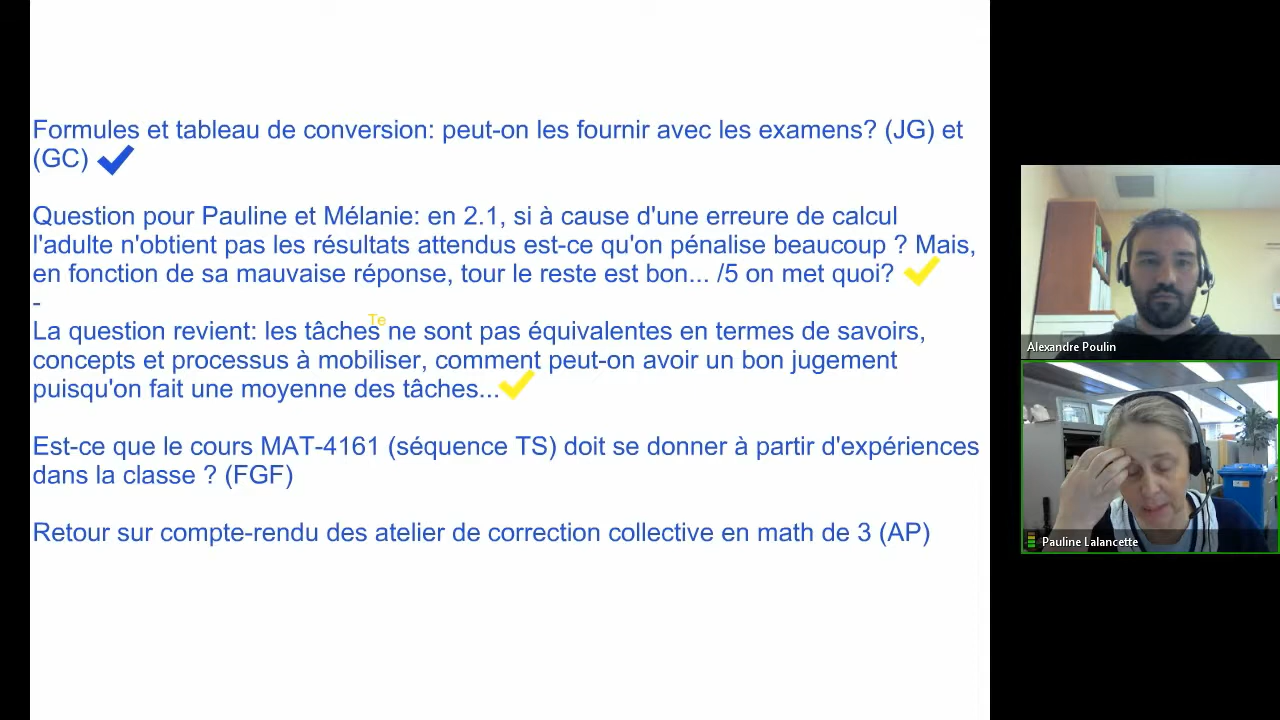 Formules et tableau de conversion: peut-on les fournir avec les examens? (JG) et
(GC)
Question pour Pauline et Mélanie: en 2.1, si à cause d'une erreure de calcul
l'adulte n'obtient pas les résultats attendus est-ce qu'on pénalise beaucoup ? Mais,
en fonction de sa mauvaise réponse, tour le reste est bon... /5 on met quoi?
-
Te
La question revient: les tâches ne sont pas équivalentes en termes de savoirs,
concepts et processus à mobiliser, comment peut-on avoir un bon jugement
puisqu'on fait une moyenne des tâches...
Est-ce que le cours MAT-4161 (séquence TS) doit se donner à partir d'expériences
dans la classe ? (FGF)
Retour sur compte-rendu des atelier de correction collective en math de 3 (AP)
Alexandre Poulin
Pauline Lalancette